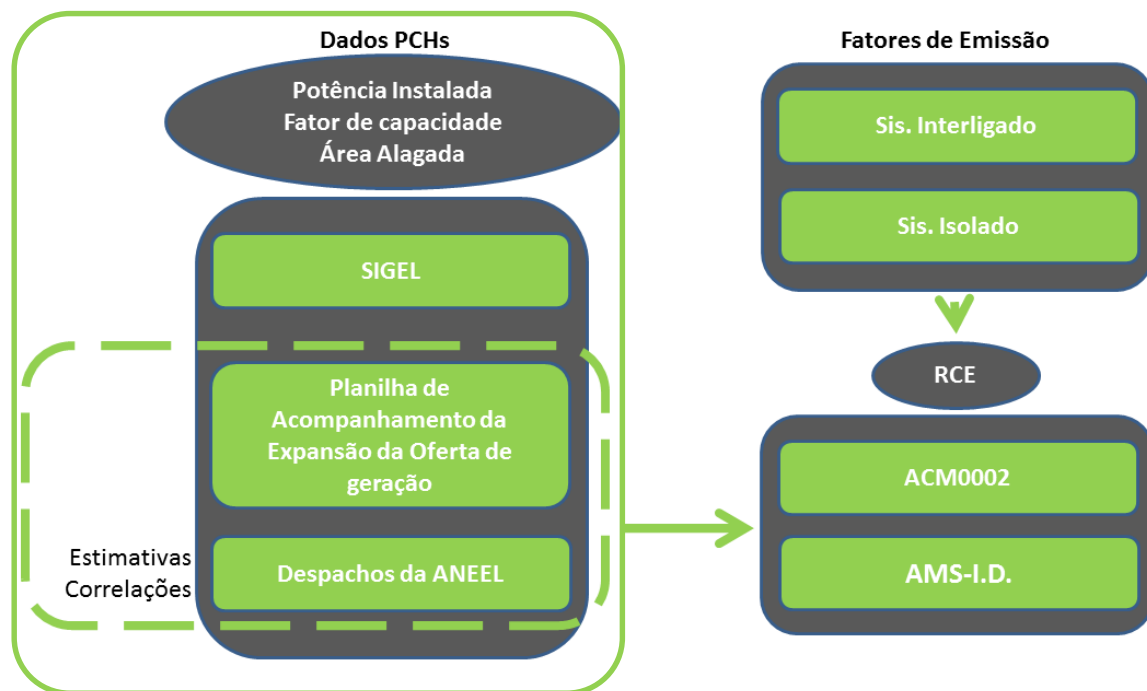 Dados PCHs
Potência Instalada
Fator de capacidade
Área Alagada
SIGEL
Planilha de
Acompanhamento da
Expansão da Oferta de
geração
Estimativas
Correlações
Despachos da ANEEL
Fatores de Emissão
Sis. Interligado
Sis. Isolado
RCE
ACM0002
AMS-I.D.